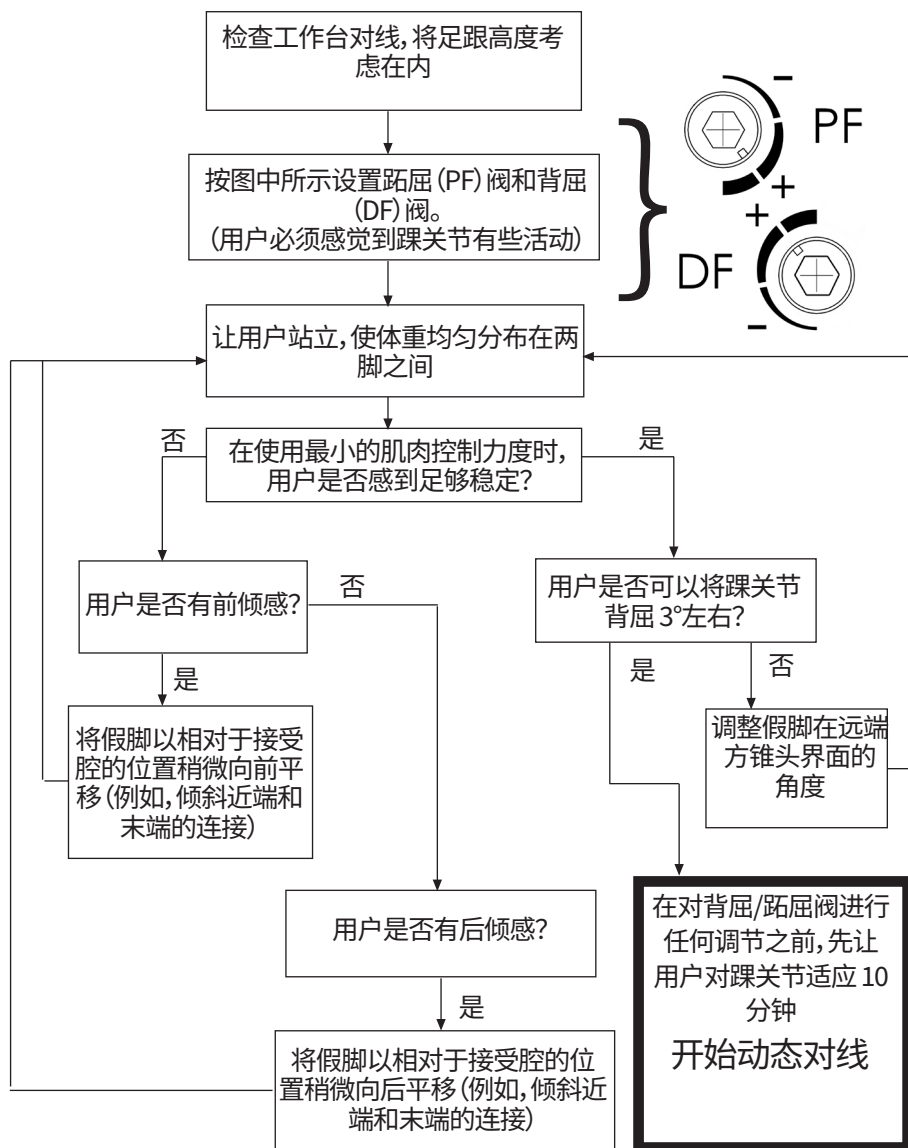 检查工作台对线，将足跟高度考
虑在内
-
PF
+
按图中所示设置跖屈（PF）阀和背屈
（DF）阀。
（用户必须感觉到踝关节有些活动）
+
DF
-
让用户站立，使体重均匀分布在两
脚之间
否
在使用最小的肌肉控制力度时，
用户是否感到足够稳定？
是
用户是否有前倾感？
否
用户是否可以将踝关节
背屈 3°左右？
是
将假脚以相对于接受
腔的位置稍微向前平
移（例如，倾斜近端和
末端的连接）
是
否
调整假脚在远端
方锥头界面的
角度
用户是否有后倾感？
是
将假脚以相对于接受腔的位
置稍微向后平移（例如，倾斜近
端和末端的连接）
在对背屈/跖屈阀进行
任何调节之前，先让
用户对踝关节适应 10
分钟
开始动态对线